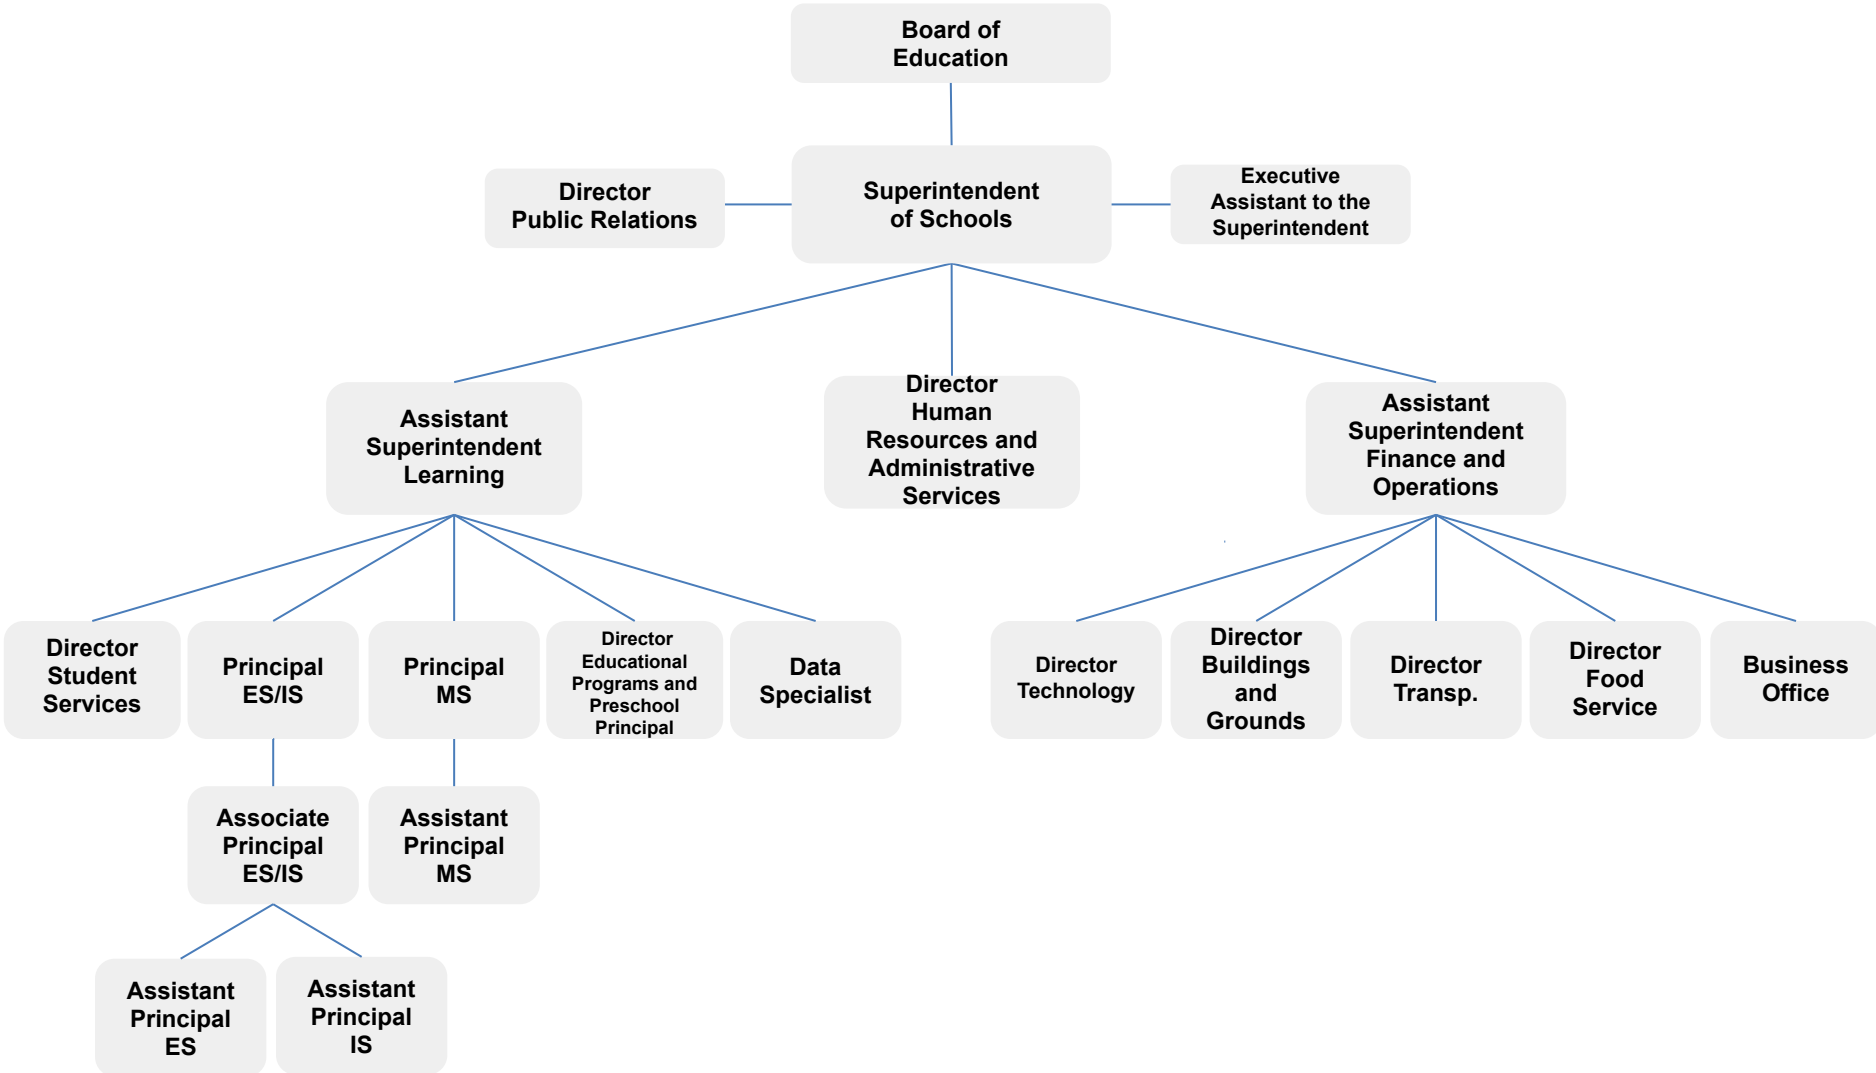 Board of
Education
Director
Public Relations
Superintendent
of Schools
Executive
Assistant to the
Superintendent
Assistant
Superintendent
Learning
Director
Human
Resources and
Administrative
Services
Assistant
Superintendent
Finance and
Operations
Director
Student
Services
Principal
ES/IS
Principal
MS
Director
Educational
Programs and
Preschool
Principal
Data
Specialist
Director
Technology
Director
Buildings
and
Grounds
Director
Transp.
Director
Food
Service
Business
Office
Associate
Principal
ES/IS
Assistant
Principal
MS
Assistant
Principal
ES
Assistant
Principal
IS